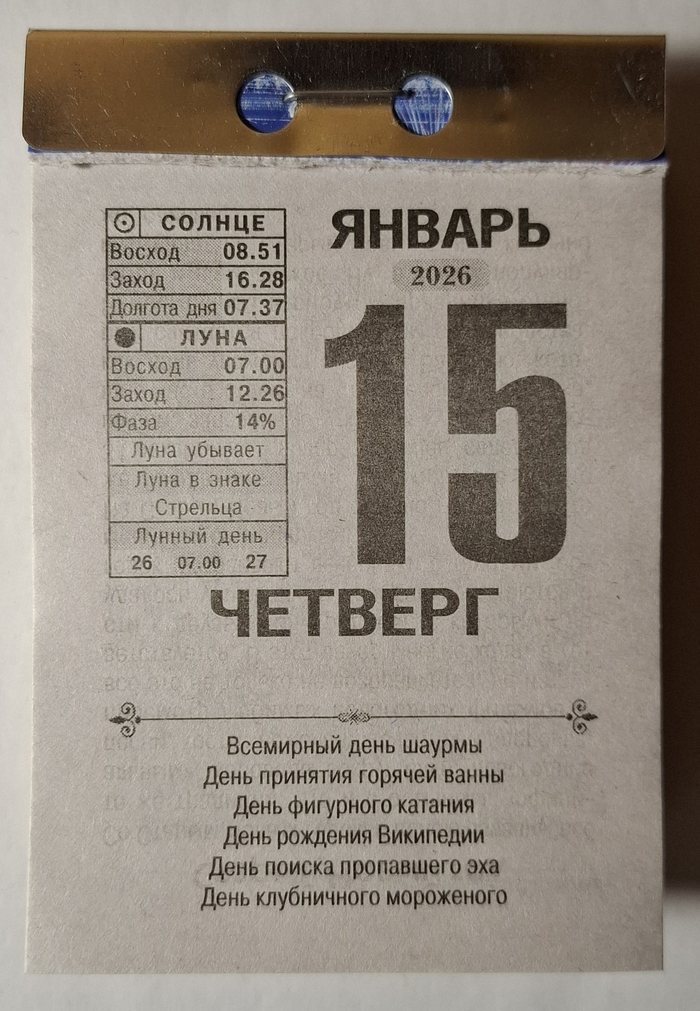 СОЛНЦЕ
Восход 08.51
Заход 16.28
Долгота дня 07.37
ЛУНА
Восход 07.00
Заход 12.26
Фаза 14%
Луна убывает
Луна в знаке
Стрельца
Лунный день
26 07.00 27
ЯНВАРЬ
2026
15
ЧЕТВЕРГ
Всемирный день шаурмы
День принятия горячей ванны
День фигурного катания
День рождения Википедии
День поиска пропавшего эха
День клубничного мороженого